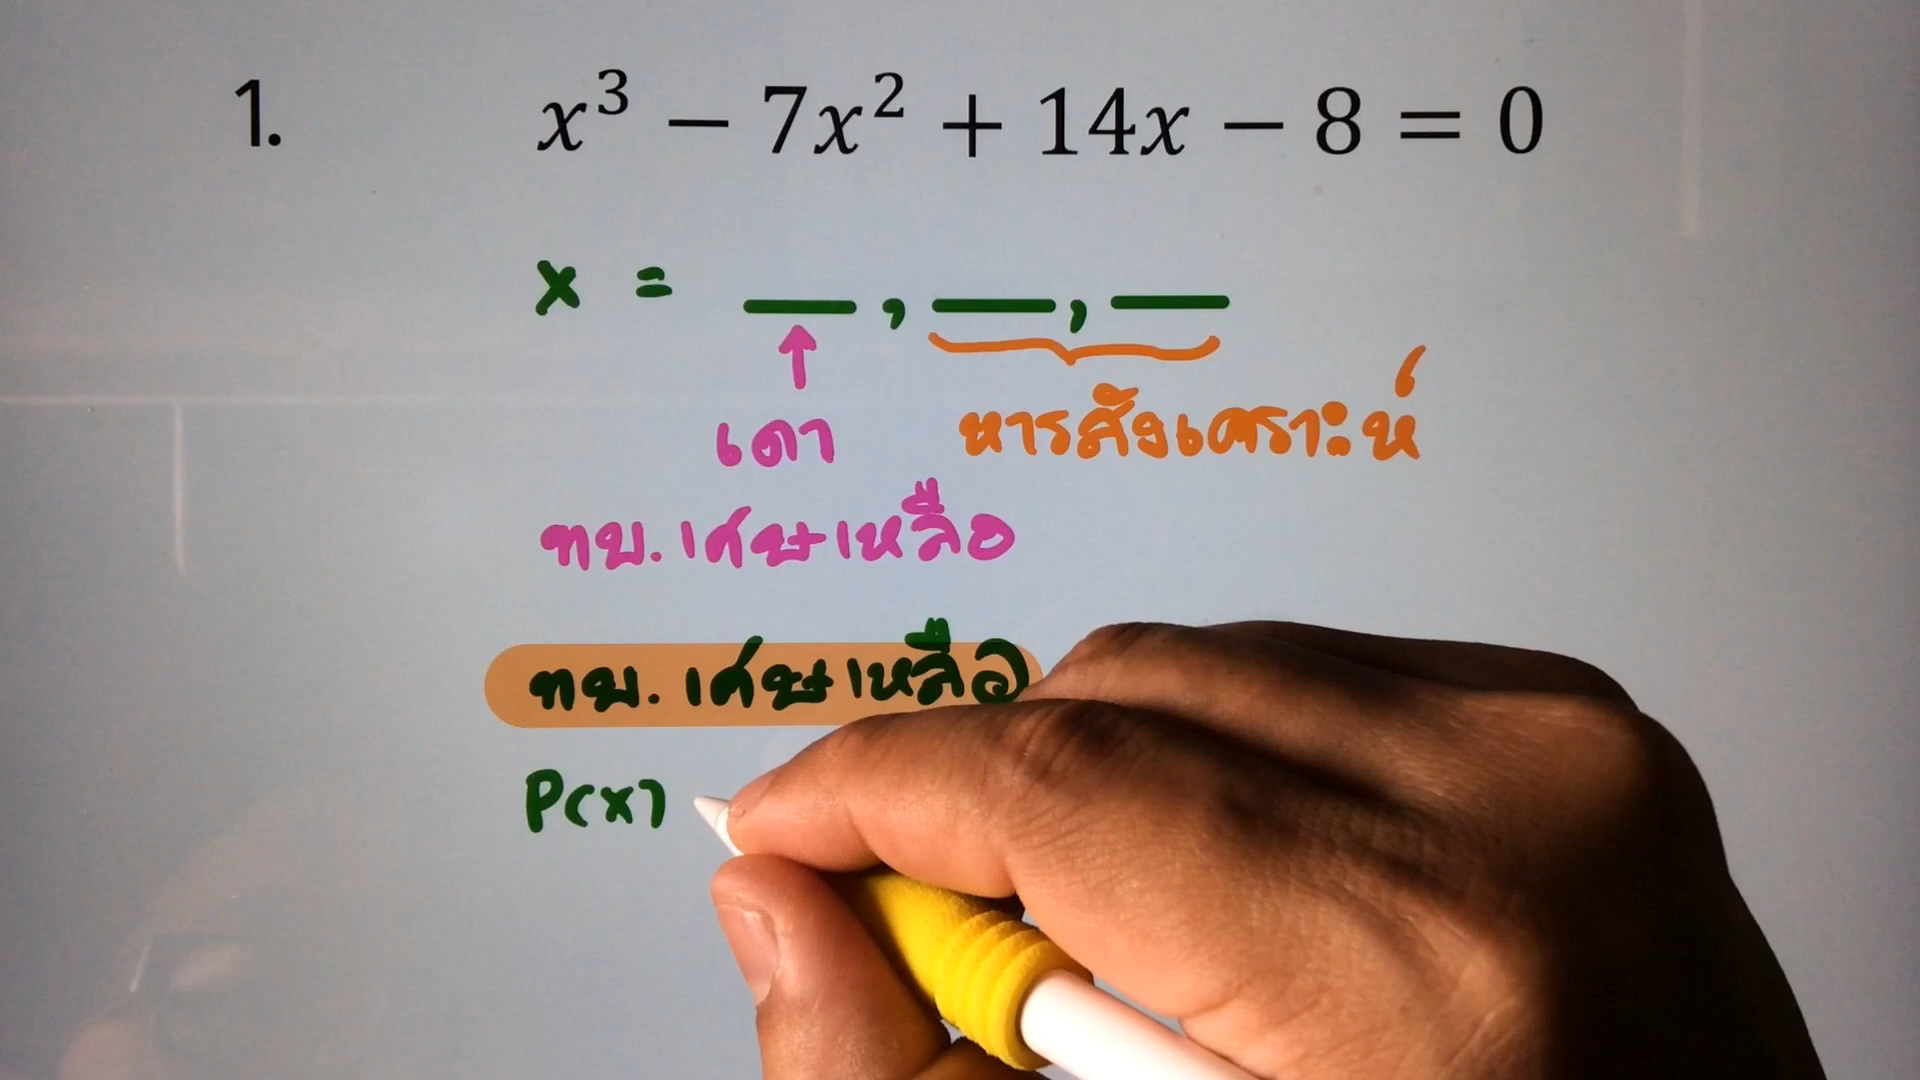 1. x³ − 7x² + 14x − 8 = 0
x = __ , __ , __
เดา หารสังเคราะห์
ทบ. เศษเหลือ
ทบ. เศษเหลือ
P(x)